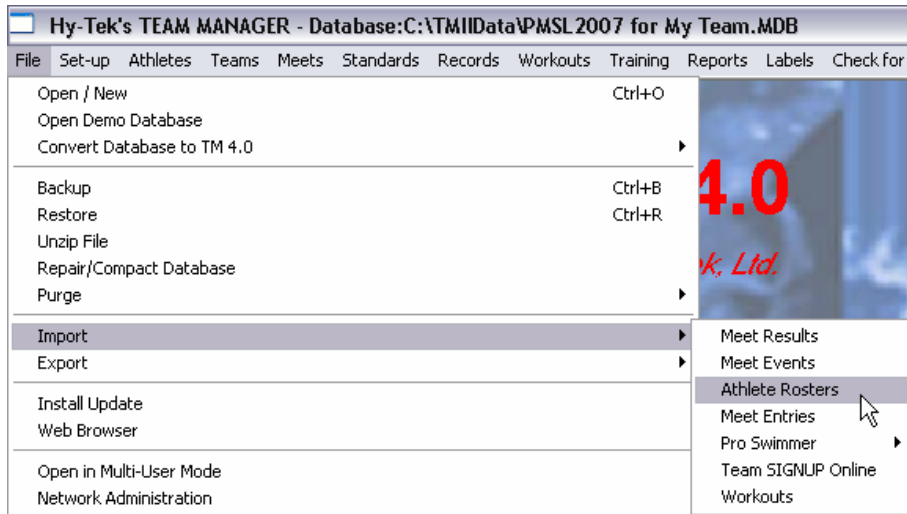 Hy-Tek's TEAM MANAGER - Database:C:\TMIIData\PMSL2007 for My Team.MDB
File Set-up Athletes Teams Meets Standards Records Workouts Training Reports Labels Check for
Open / New Ctrl+O
Open Demo Database
Convert Database to TM 4.0
Backup Ctrl+B
Restore Ctrl+R
Unzip File
Repair/Compact Database
Purge
Import
Export
Install Update
Web Browser
Open in Multi-User Mode
Network Administration
4.0
k, Ltd.
Meet Results
Meet Events
Athlete Rosters
Meet Entries
Pro Swimmer
Team SIGNUP Online
Workouts